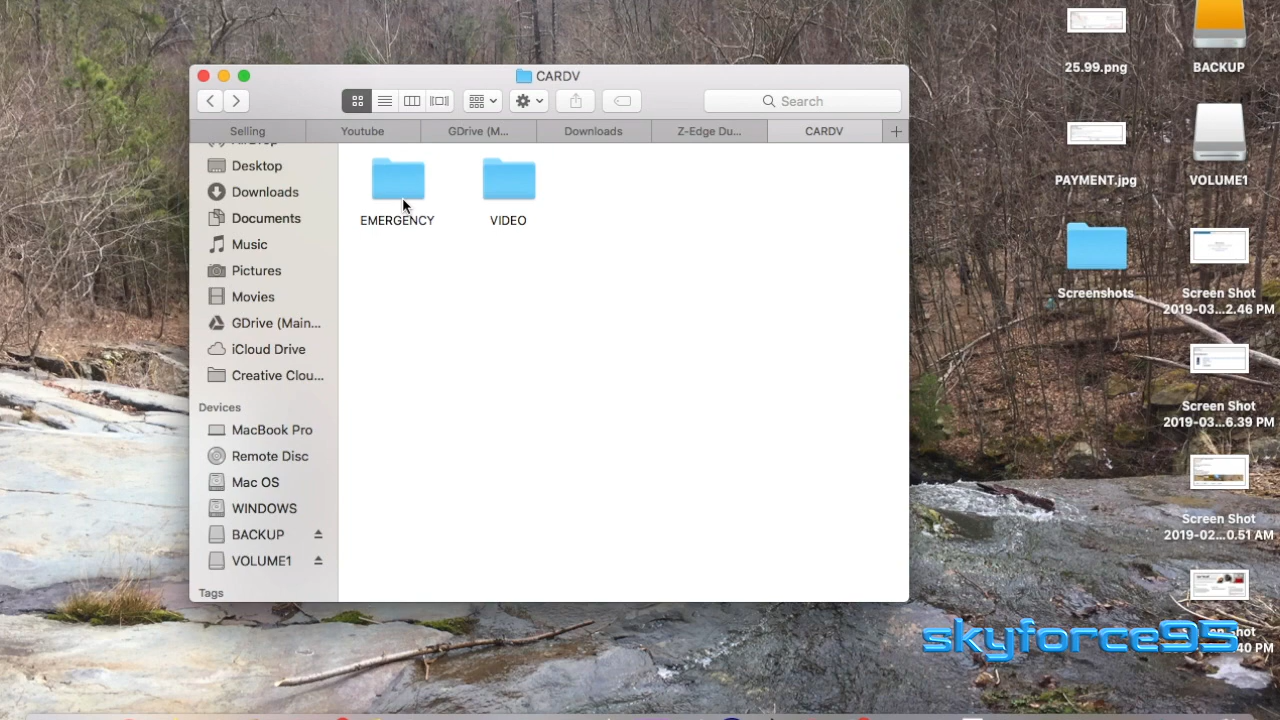 CARDV
Search
Selling
Youtube
GDrive (M...
Downloads
Z-Edge Du...
CARDV
AirDrop
Desktop
Downloads
Documents
Music
Pictures
Movies
GDrive (Main...
iCloud Drive
Creative Clou...
Devices
MacBook Pro
Remote Disc
Mac OS
WINDOWS
BACKUP
VOLUME1
Tags
EMERGENCY
VIDEO
25.99.png
BACKUP
PAYMENT.jpg
VOLUME1
Screenshots
Screen Shot
2019-03...2.46 PM
Screen Shot
2019-03...6.39 PM
Screen Shot
2019-02...0.51 AM
skyforce95
40 PM